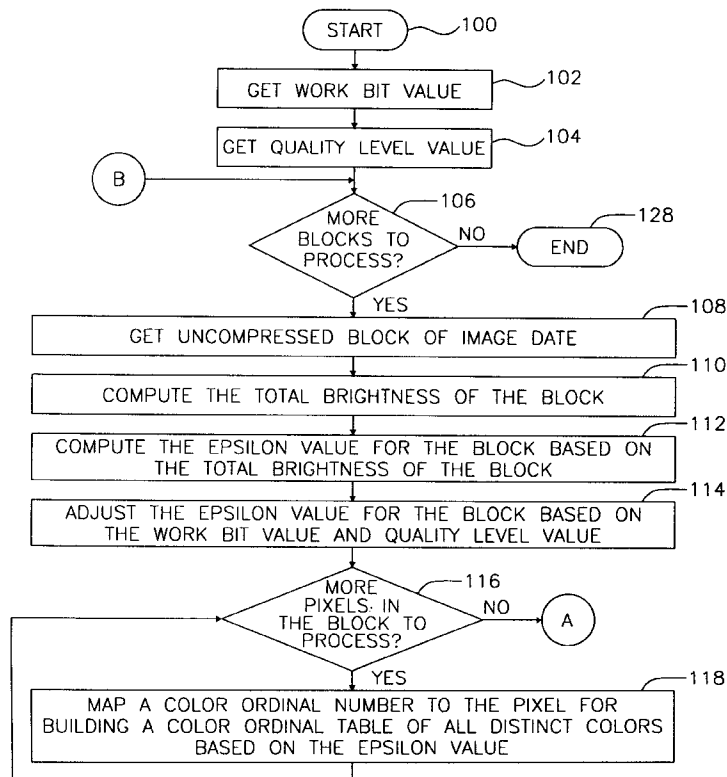 START
100
GET WORK BIT VALUE
102
GET QUALITY LEVEL VALUE
104
B
106
MORE
BLOCKS TO
PROCESS?
NO
128
END
YES
108
GET UNCOMPRESSED BLOCK OF IMAGE DATE
110
COMPUTE THE TOTAL BRIGHTNESS OF THE BLOCK
112
COMPUTE THE EPSILON VALUE FOR THE BLOCK BASED ON
THE TOTAL BRIGHTNESS OF THE BLOCK
114
ADJUST THE EPSILON VALUE FOR THE BLOCK BASED ON
THE WORK BIT VALUE AND QUALITY LEVEL VALUE
116
MORE
PIXELS. IN
THE BLOCK TO
PROCESS?
NO
A
YES
118
MAP A COLOR ORDINAL NUMBER TO THE PIXEL FOR
BUILDING A COLOR ORDINAL TABLE OF ALL DISTINCT COLORS
BASED ON THE EPSILON VALUE